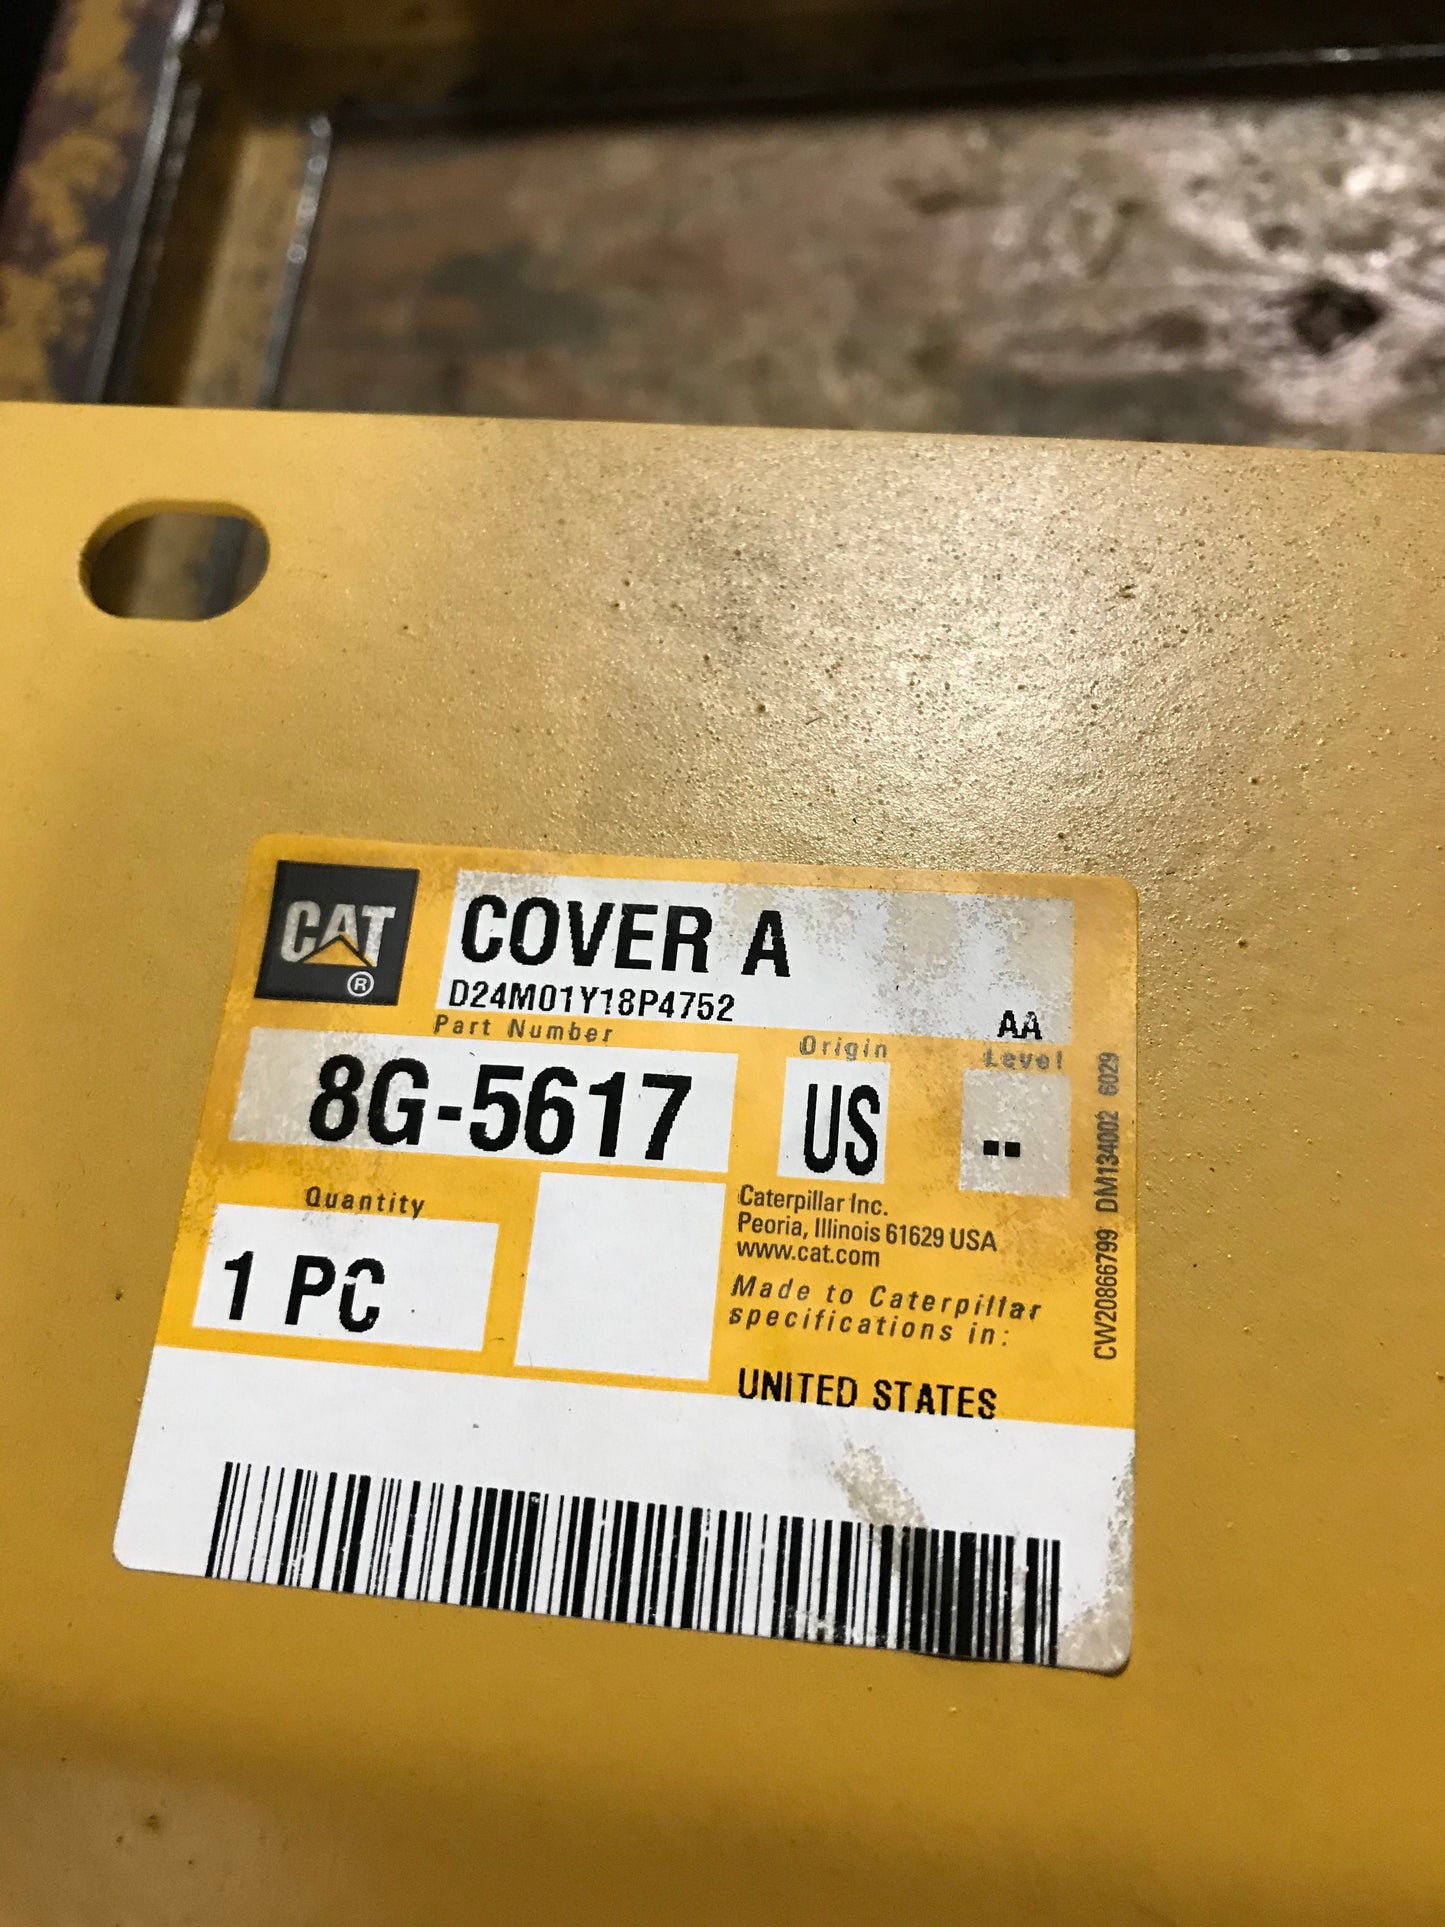 CAT
®
COVER A
D24M01Y18P4752
AA
Part Number
Origin
Level
8G-5617
US
--
Quantity
1 PC
Caterpillar Inc.
Peoria, Illinois 61629 USA
www.cat.com
Made to Caterpillar
specifications in:
UNITED STATES
CW20866799 DM134002 6029